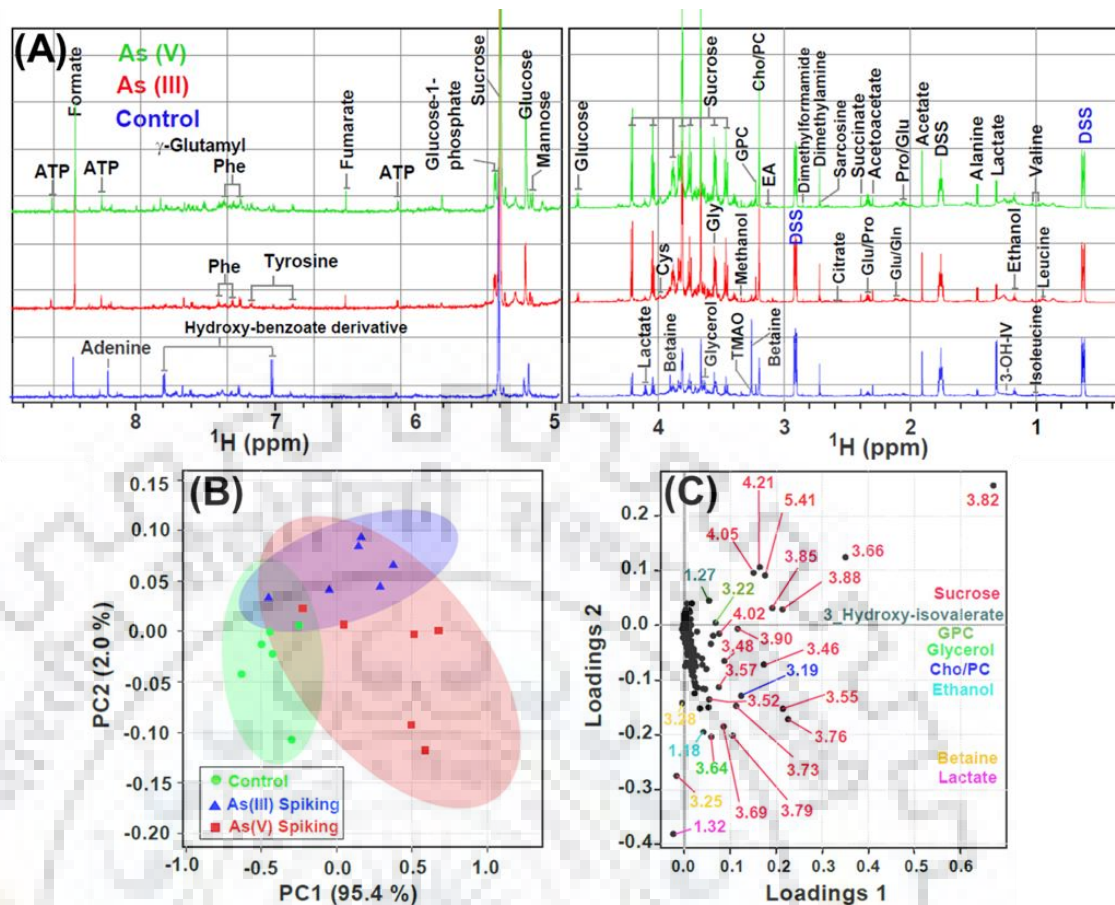 (A)
As (V)
As (III)
Control
Formate
ATP
ATP
γ-Glutamyl
Phe
Fumarate
ATP
Glucose-1-
phosphate
Sucrose
Glucose
Mannose
Phe
Tyrosine
Hydroxy-benzoate derivative
Adenine
8 7 6 5
¹H (ppm)
Glucose
Sucrose
Cho/PC
GPC
EA
Dimethylformamide
Dimethylamine
Sarcosine
Succinate
Acetoacetate
Pro/Glu
Acetate
DSS
Alanine
Lactate
Valine
DSS
Cys
Gly
Methanol
DSS
Citrate
Glu/Pro
Glu/Gln
Ethanol
Leucine
Lactate
Betaine
Glycerol
TMAO
Betaine
3-OH-IV
Isoleucine
4 3 2 1
¹H (ppm)
(B)
0.15
0.10
0.05
0.00
-0.05
-0.10
-0.15
-0.20
PC2 (2.0 %)
Control
As(III) Spiking
As(V) Spiking
-1.0 -0.5 0.0 0.5 1.0
PC1 (95.4 %)
(C)
0.2
0.1
0.0
-0.1
-0.2
-0.3
-0.4
Loadings 2
4.21
5.41
3.82
4.05
3.85
3.66
1.27
3.22
3.88
4.02
3.90
3.48
3.46
3.57
3.19
3.55
3.52
3.28
3.76
1.18
3.64
3.73
3.25
3.69
3.79
1.32
Sucrose
3_Hydroxy-isovalerate
GPC
Glycerol
Cho/PC
Ethanol
Betaine
Lactate
0.0 0.1 0.2 0.3 0.4 0.5 0.6
Loadings 1